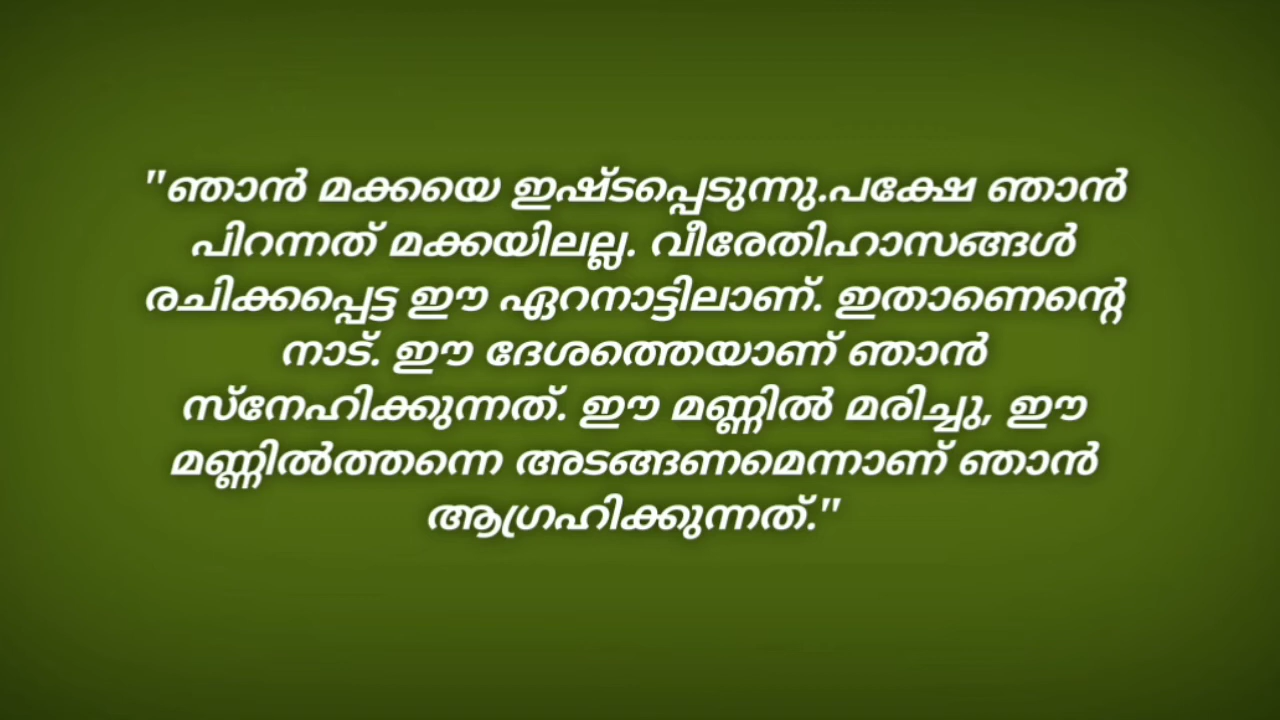 "ഞാൻ മക്കയെ ഇഷ്ടപ്പെടുന്നു.പക്ഷേ ഞാൻ
പിറന്നത് മക്കയിലല്ല. വീരേതിഹാസങ്ങൾ
രചിക്കപ്പെട്ട ഈ ഏറനാട്ടിലാണ്. ഇതാണെന്റെ
നാട്. ഈ ദേശത്തെയാണ് ഞാൻ
സ്നേഹിക്കുന്നത്. ഈ മണ്ണിൽ മരിച്ചു, ഈ
മണ്ണിൽത്തന്നെ അടങ്ങണമെന്നാണ് ഞാൻ
ആഗ്രഹിക്കുന്നത്."